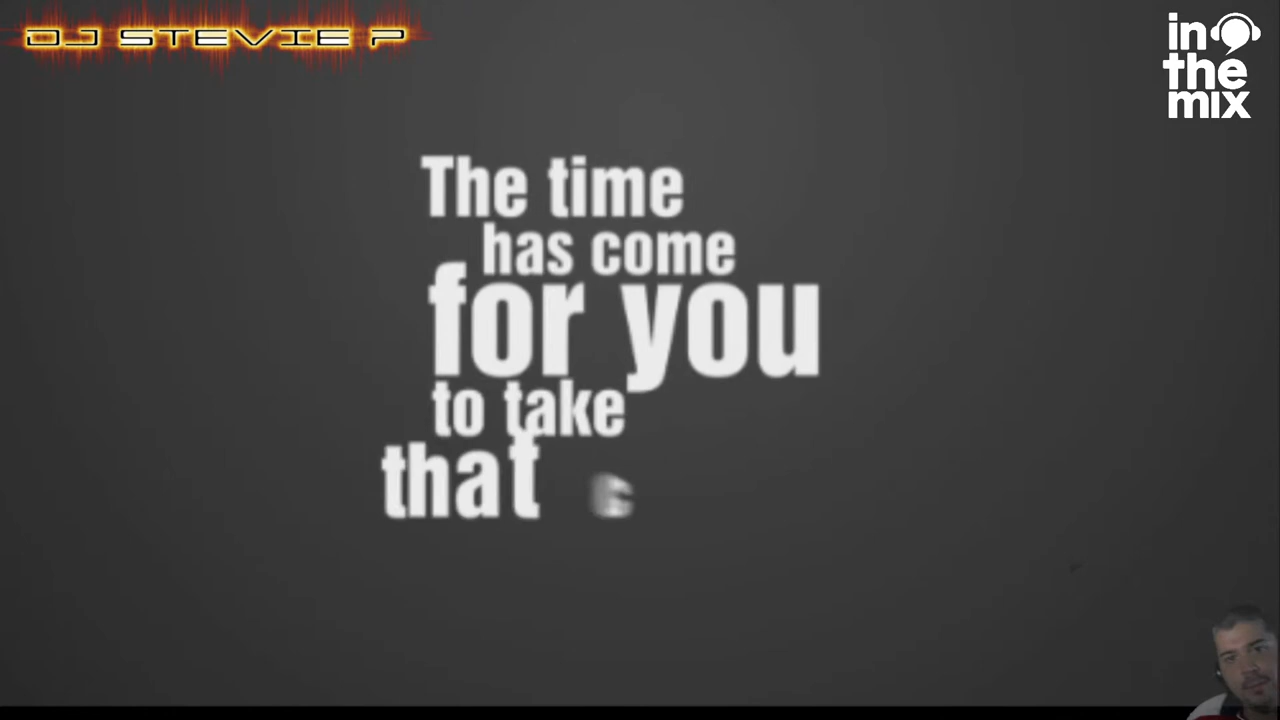 DJ STEVIE P
in
the
mix
The time
has come
for you
to take
that